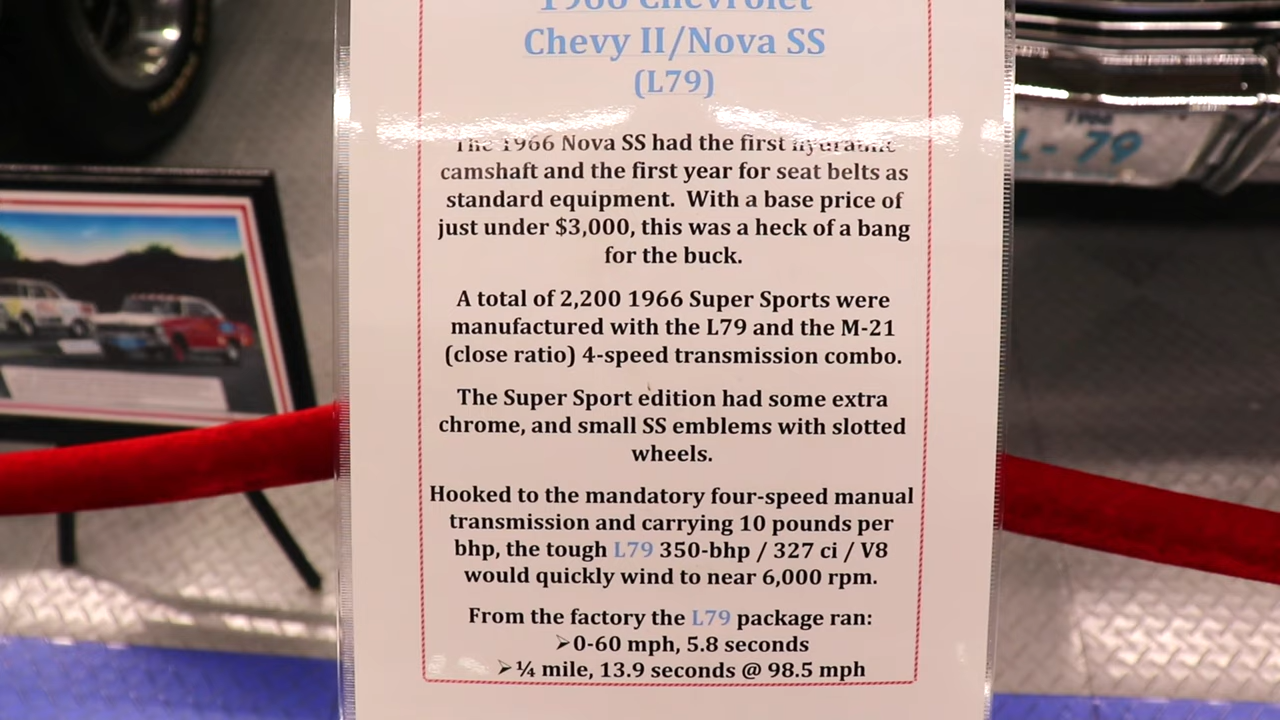 1966 Chevrolet
Chevy II/Nova SS
(L79)
The 1966 Nova SS had the first hydraulic
camshaft and the first year for seat belts as
standard equipment. With a base price of
just under $3,000, this was a heck of a bang
for the buck.
A total of 2,200 1966 Super Sports were
manufactured with the L79 and the M-21
(close ratio) 4-speed transmission combo.
The Super Sport edition had some extra
chrome, and small SS emblems with slotted
wheels.
Hooked to the mandatory four-speed manual
transmission and carrying 10 pounds per
bhp, the tough L79 350-bhp / 327 ci / V8
would quickly wind to near 6,000 rpm.
From the factory the L79 package ran:
➢0-60 mph, 5.8 seconds
➢¼ mile, 13.9 seconds @ 98.5 mph
L-79